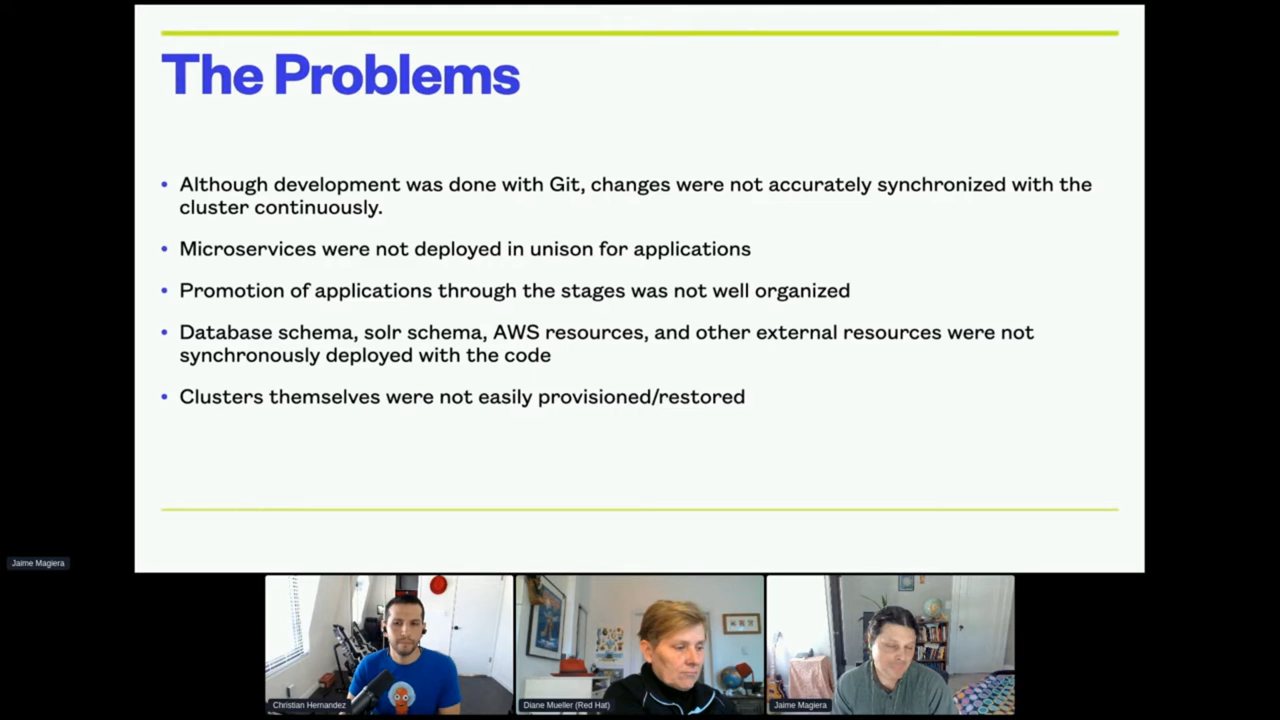 The Problems
• Although development was done with Git, changes were not accurately synchronized with the
cluster continuously.
• Microservices were not deployed in unison for applications
• Promotion of applications through the stages was not well organized
• Database schema, solr schema, AWS resources, and other external resources were not
synchronously deployed with the code
• Clusters themselves were not easily provisioned/restored
Jaime Magiera
Christian Hernandez
Diane Mueller (Red Hat)
Jaime Magiera